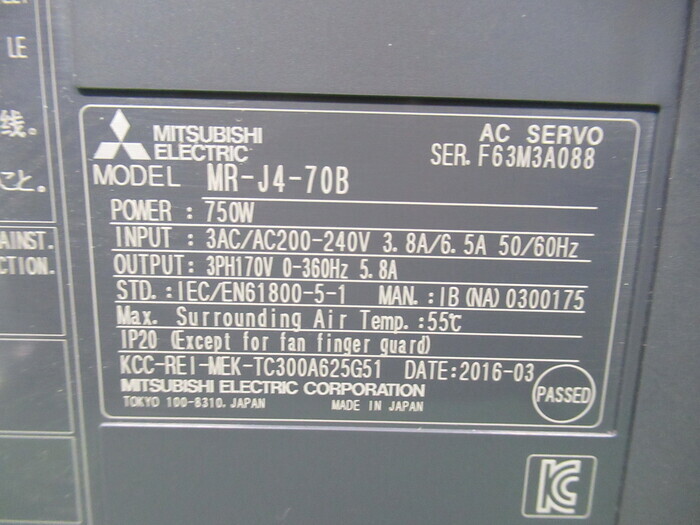 LE
线。
こと。
AINST.
CTION.
MITSUBISHI
ELECTRIC
AC SERVO
SER. F63M3A088
MODEL MR-J4-70B
POWER : 750W
INPUT : 3AC/AC200-240V 3.8A/6.5A 50/60Hz
OUTPUT: 3PH170V 0-360Hz 5.8A
STD.: IEC/EN61800-5-1 MAN.: IB(NA)0300175
Max. Surrounding Air Temp.:55℃
IP20 (Except for fan finger guard)
KCC-REI-MEK-TC300A625G51 DATE:2016-03
MITSUBISHI ELECTRIC CORPORATION
TOKYO 100-8310, JAPAN MADE IN JAPAN
PASSED